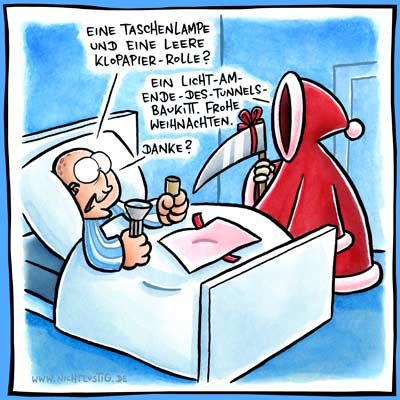 EINE TASCHENLAMPE
UND EINE LEERE
KLOPAPIER-ROLLE?
EIN LICHT-AM-
ENDE-DES-TUNNELS-
BAUKITT. FROHE
WEIHNACHTEN.
DANKE?
WWW.NICHTLUSTIG.DE